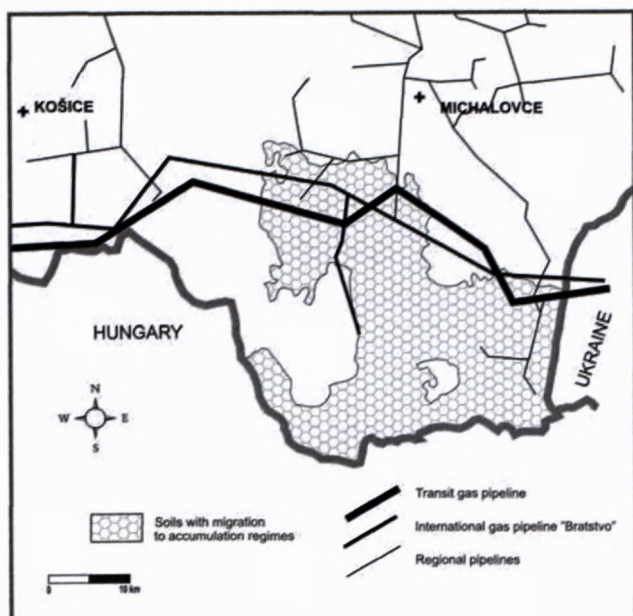 KOŠICE
MICHALOVCE
HUNGARY
UKRAINE
N
W E
S
Soils with migration
to accumulation regimes
Transit gas pipeline
International gas pipeline "Bratstvo"
Regional pipelines
0 10 km